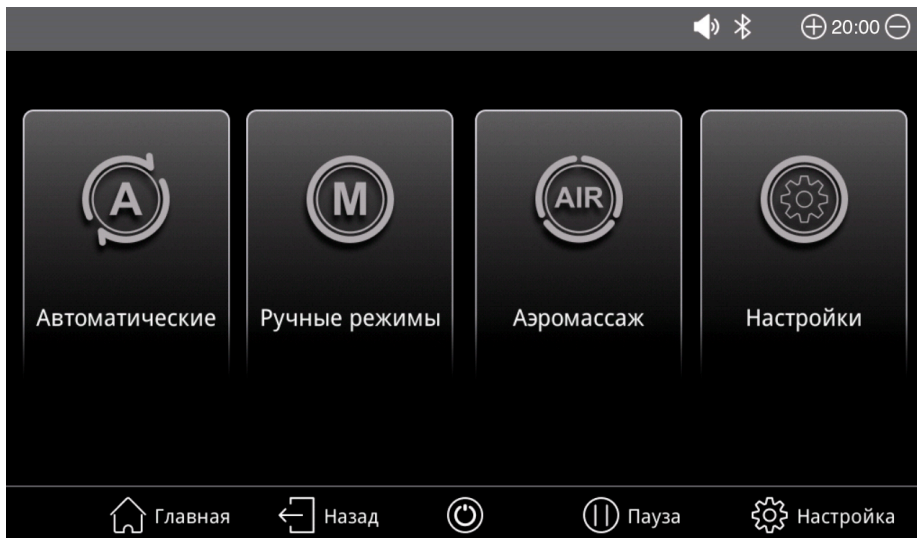 20:00
A
M
AIR
Автоматические
Ручные режимы
Аэромассаж
Настройки
Главная
Назад
Пауза
Настройка